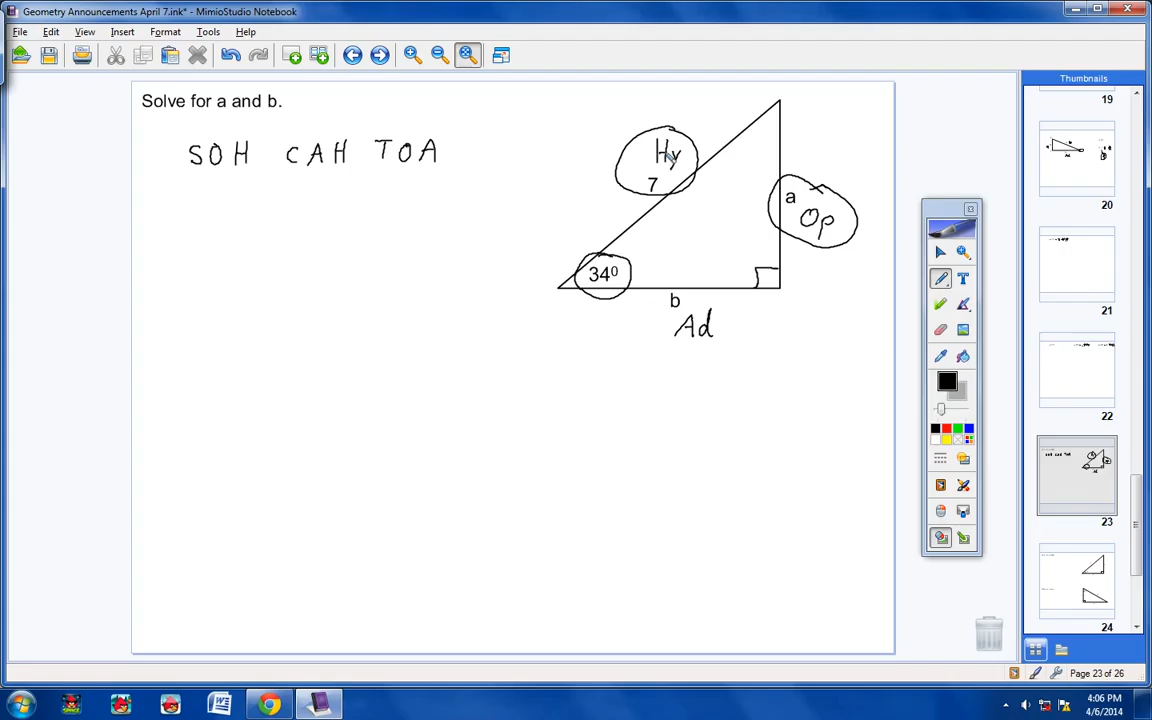 Geometry Announcements April 7.ink* - MimioStudio Notebook
File Edit View Insert Format Tools Help
Thumbnails
Solve for a and b.
SOH CAH TOA
Hy
7
a
Op
34⁰
b
Ad
19
20
21
22
23
24
T
Page 23 of 26
4:06 PM
4/6/2014